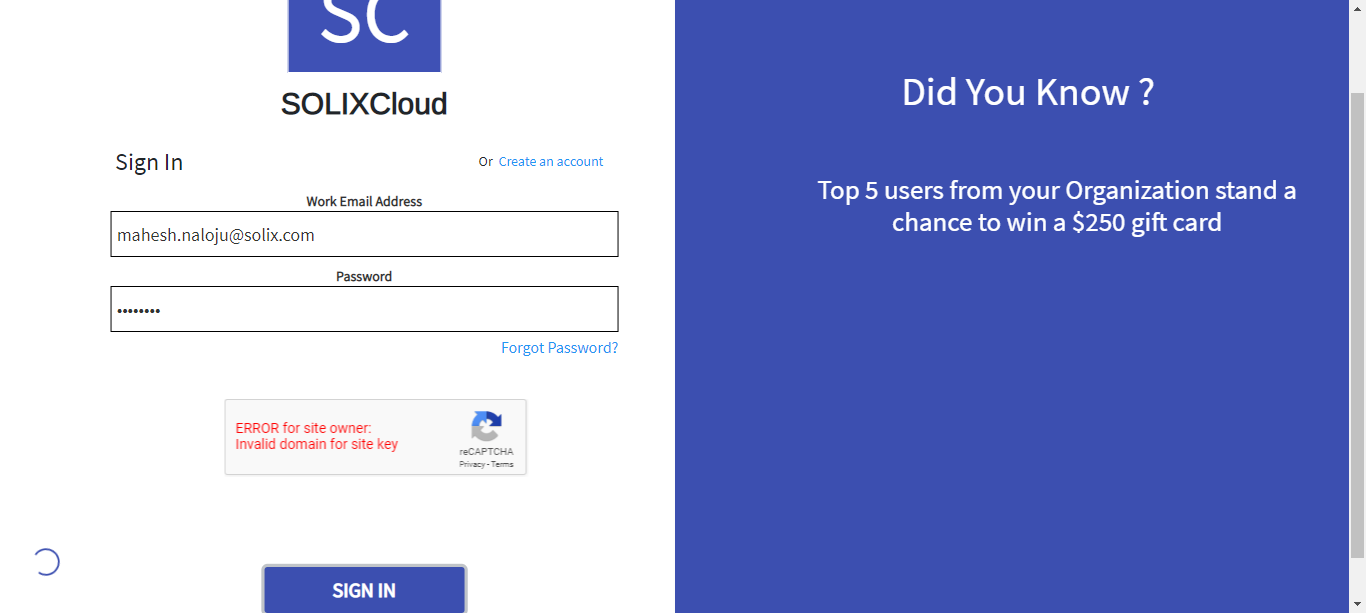 SC
SOLIXCloud
Sign In
Or Create an account
Work Email Address
mahesh.naloju@solix.com
Password
••••••••
Forgot Password?
ERROR for site owner:
Invalid domain for site key
reCAPTCHA
Privacy - Terms
SIGN IN
Did You Know ?
Top 5 users from your Organization stand a
chance to win a $250 gift card